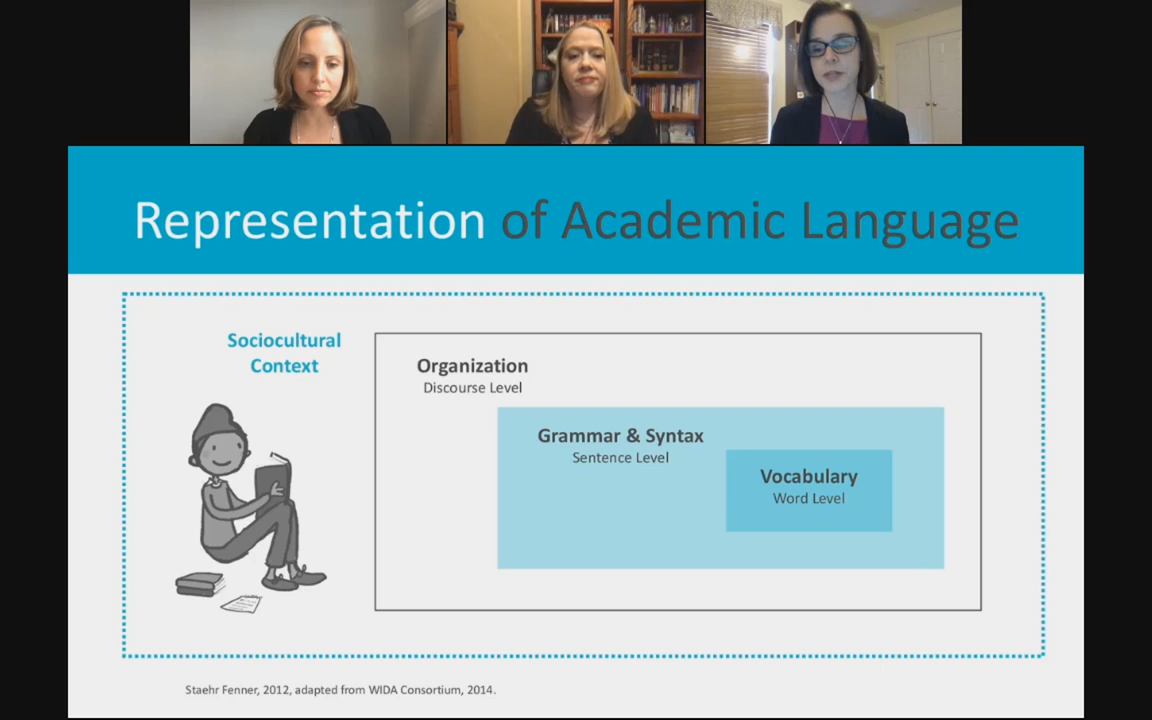 Representation of Academic Language
Sociocultural
Context
Organization
Discourse Level
Grammar & Syntax
Sentence Level
Vocabulary
Word Level
Staehr Fenner, 2012, adapted from WIDA Consortium, 2014.